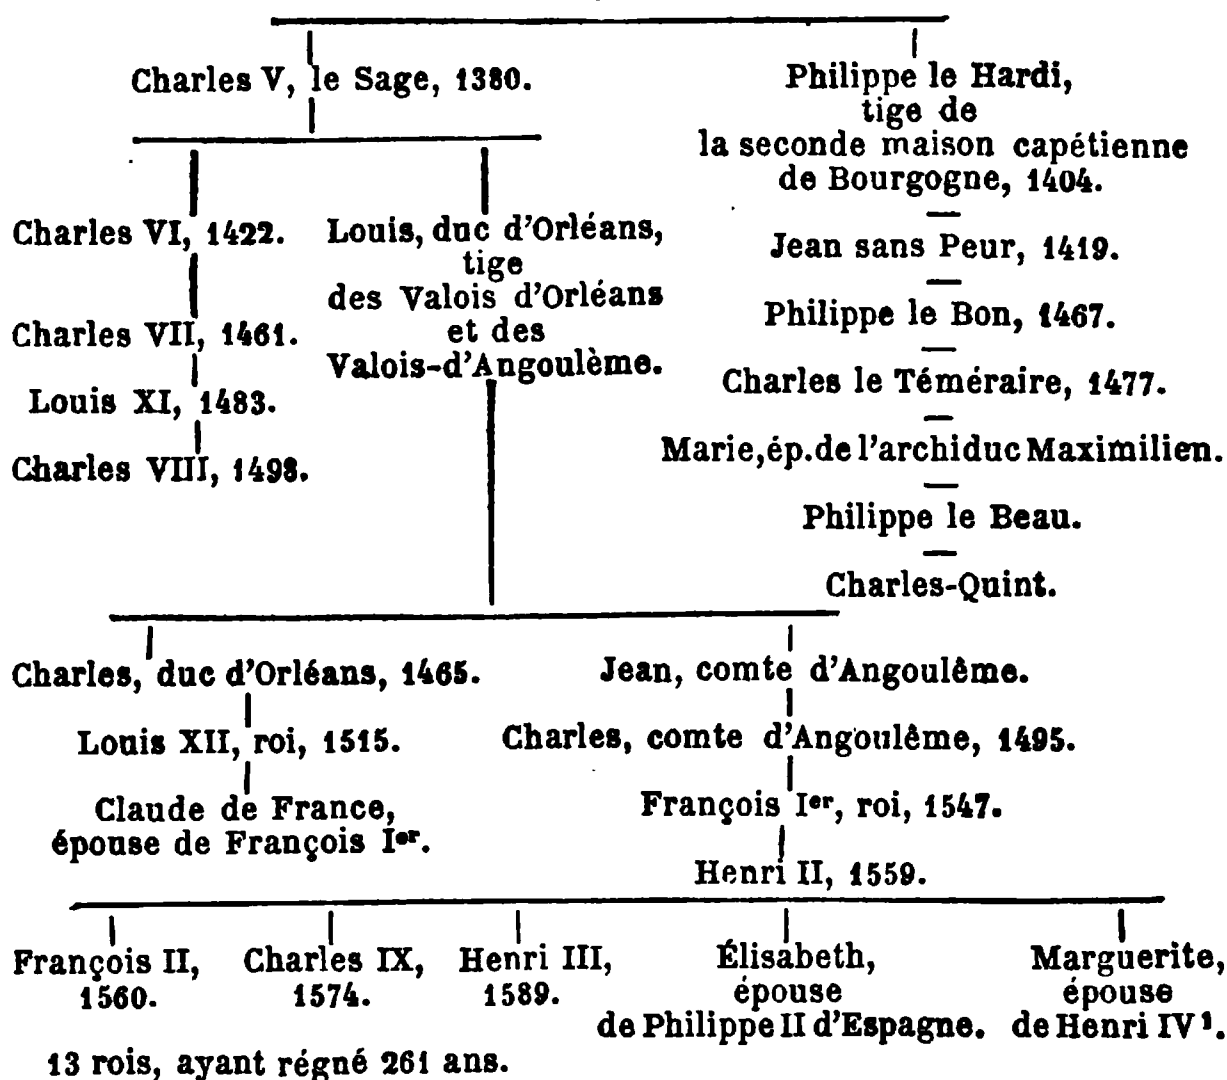 Charles V, le Sage, 1380.
Philippe le Hardi,
tige de
la seconde maison capétienne
de Bourgogne, 1404.
Charles VI, 1422.
Louis, duc d'Orléans,
tige
des Valois d'Orléans
et des
Valois-d'Angoulème.
Jean sans Peur, 1419.
Philippe le Bon, 1467.
Charles VII, 1461.
Charles le Téméraire, 1477.
Louis XI, 1483.
Marie, ép. de l'archiduc Maximilien.
Charles VIII, 1498.
Philippe le Beau.
Charles-Quint.
Charles, duc d'Orléans, 1465.
Jean, comte d'Angoulême.
Louis XII, roi, 1515.
Charles, comte d'Angoulême, 1495.
Claude de France,
épouse de François Ier.
François Ier, roi, 1547.
Henri II, 1559.
François II,
1560.
Charles IX,
1574.
Henri III,
1589.
Élisabeth,
épouse
de Philippe II d'Espagne.
Marguerite,
épouse
de Henri IV¹.
13 rois, ayant régné 261 ans.